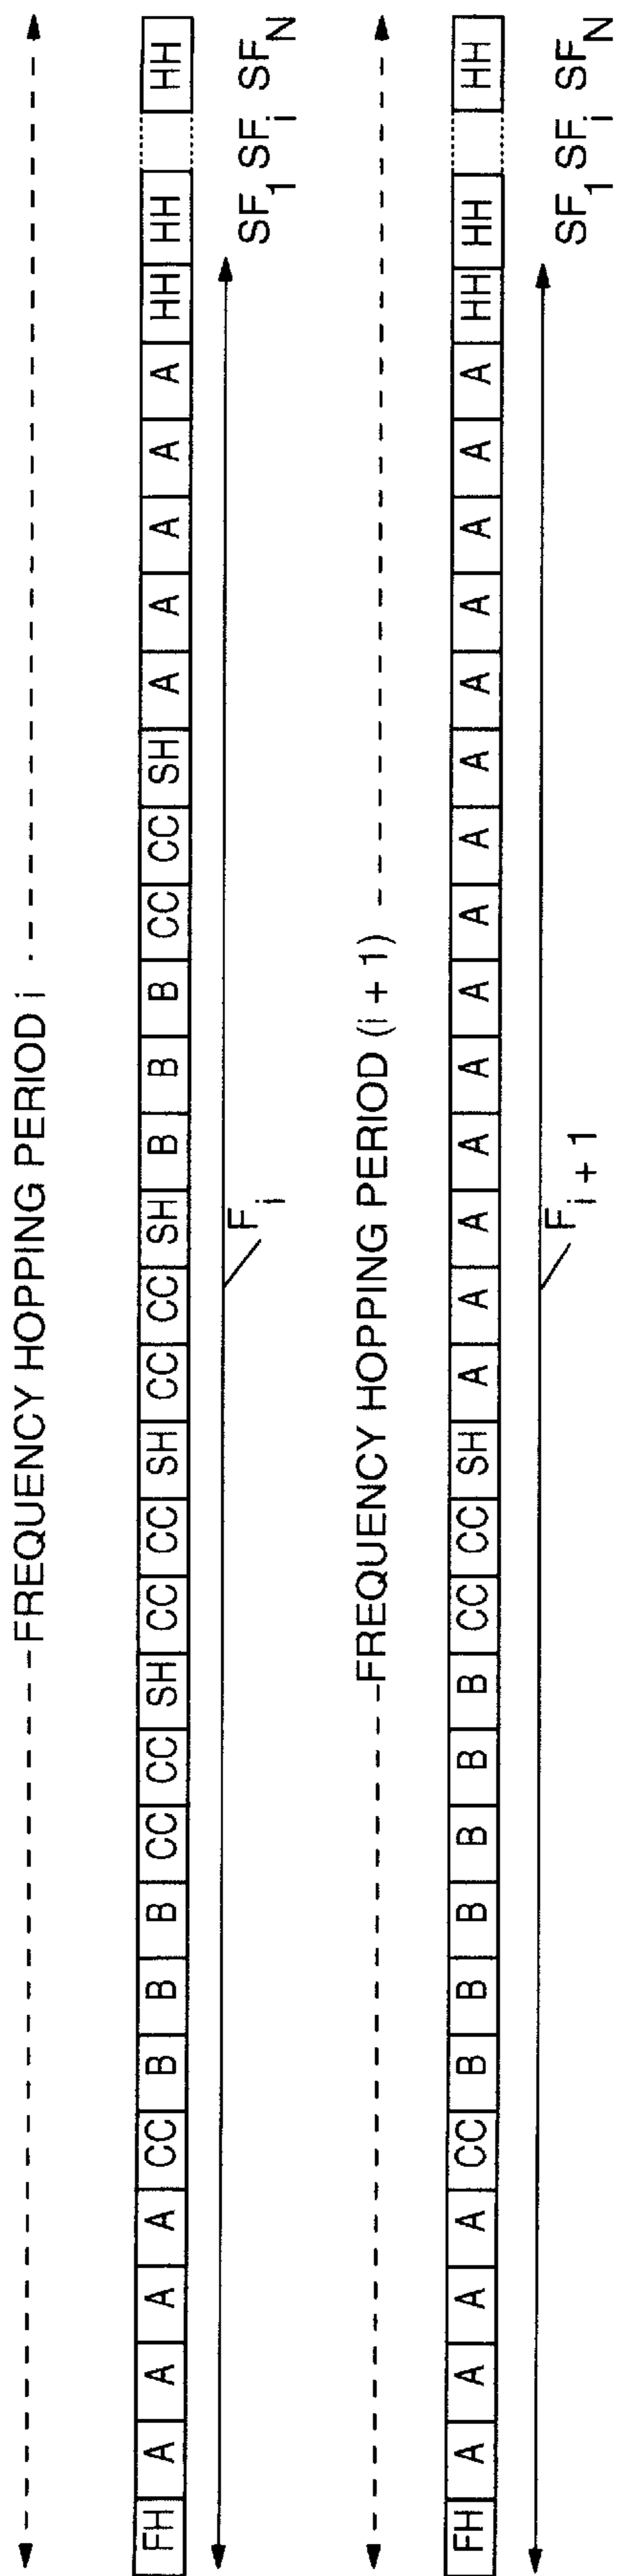 FREQUENCY HOPPING PERIOD i
FH A A A A CC B B B CC CC SH CC CC SH CC CC SH B B B CC CC SH A A A A A HH HH HH
F i
SF 1 SF i SF N
FREQUENCY HOPPING PERIOD (i + 1)
FH A A A A CC B B B B B B CC CC SH A A A A A A A A A A A A A A HH HH HH
F i + 1
SF 1 SF i SF N